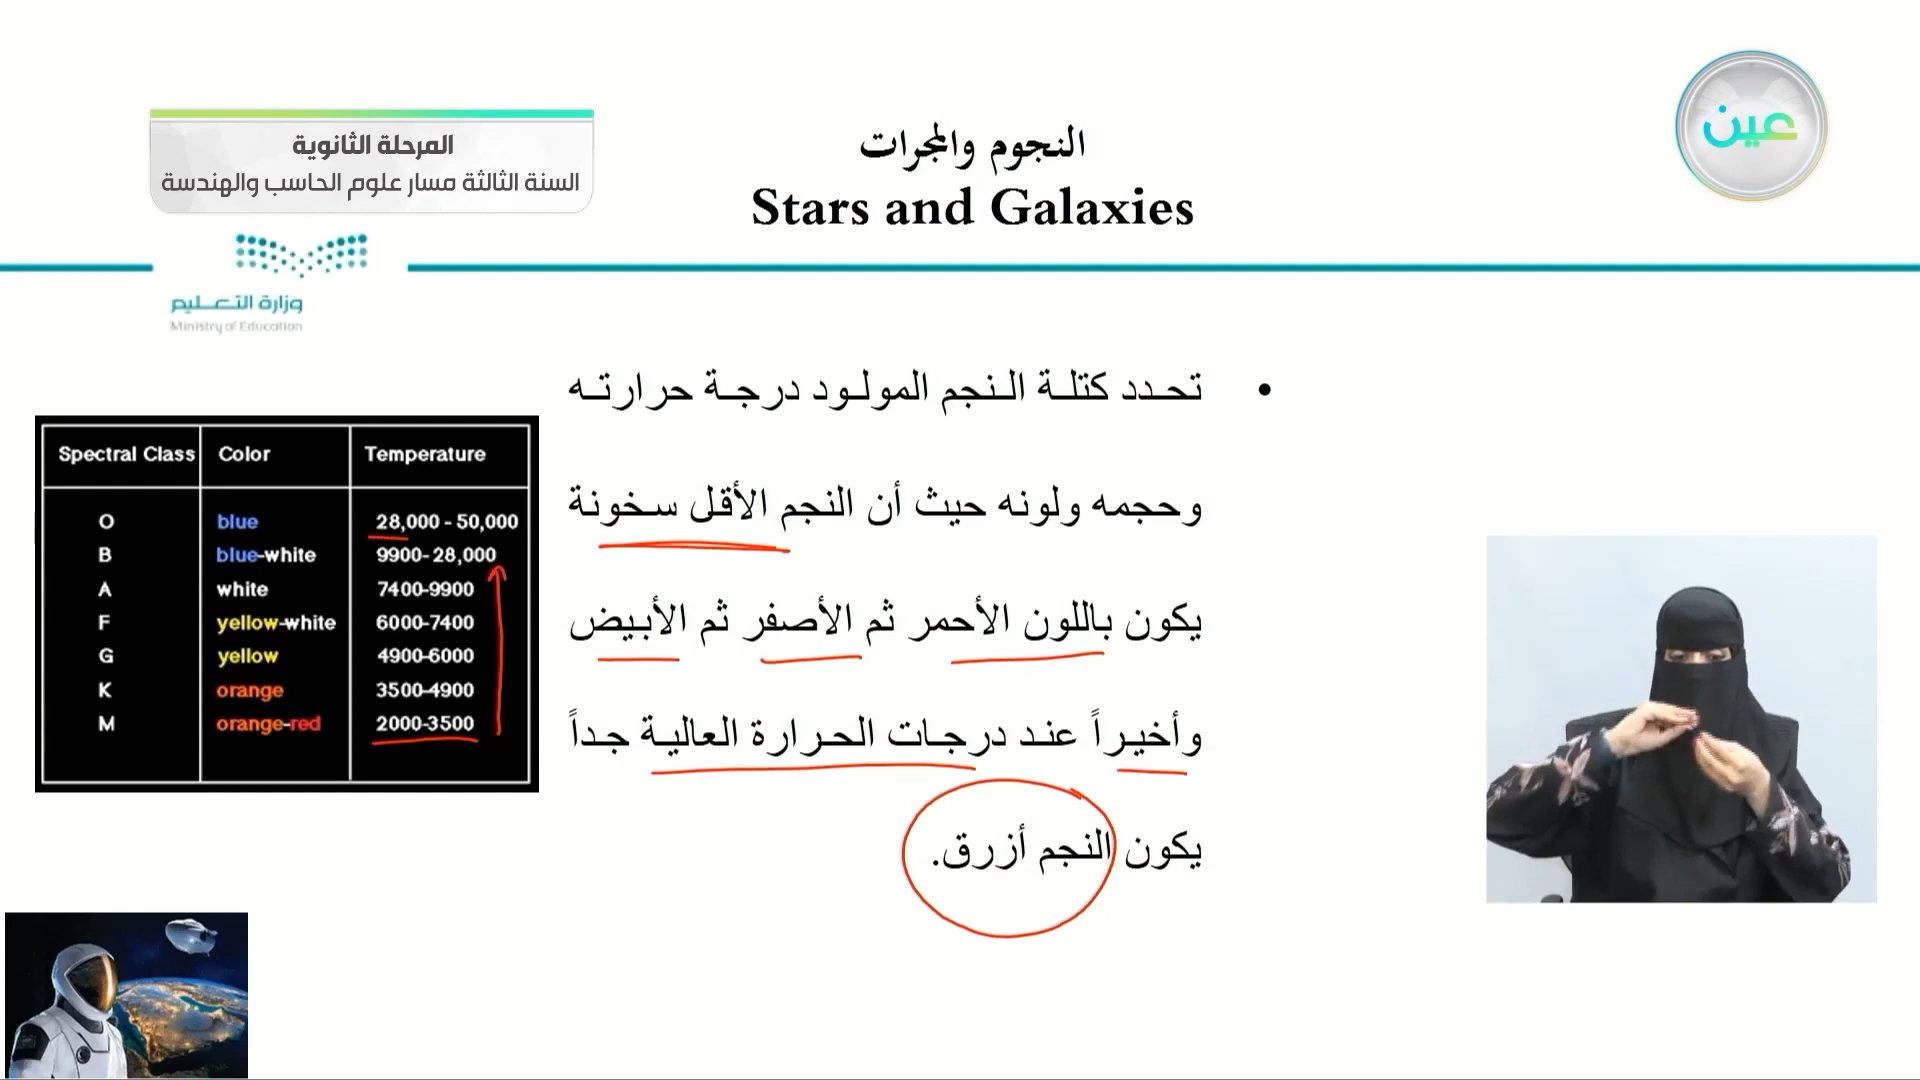 المرحلة الثانوية
السنة الثالثة مسار علوم الحاسب والهندسة
النجوم والمجرات
Stars and Galaxies
عين
وزارة التعليم
Ministry of Education
• تحدد كتلة النجم المولود درجة حرارته
وحجمه ولونه حيث أن النجم الأقل سخونة
يكون باللون الأحمر ثم الأصفر ثم الأبيض
وأخيراً عند درجات الحرارة العالية جداً
يكون النجم أزرق.
Spectral Class Color Temperature
O blue 28,000 - 50,000
B blue-white 9900- 28,000
A white 7400-9900
F yellow-white 6000-7400
G yellow 4900-6000
K orange 3500-4900
M orange-red 2000-3500